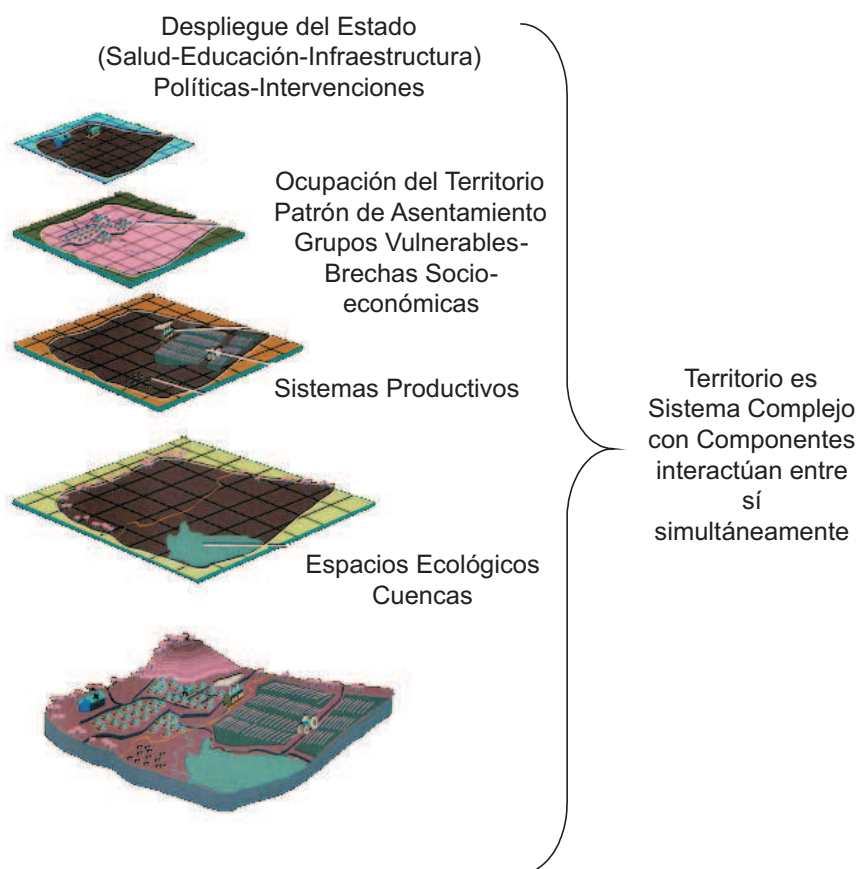 Despliegue del Estado
(Salud-Educación-Infraestructura)
Políticas-Intervenciones
Ocupación del Territorio
Patrón de Asentamiento
Grupos Vulnerables-
Brechas Socio-
económicas
Sistemas Productivos
Espacios Ecológicos
Cuencas
Territorio es
Sistema Complejo
con Componentes
interactúan entre
sí
simultáneamente